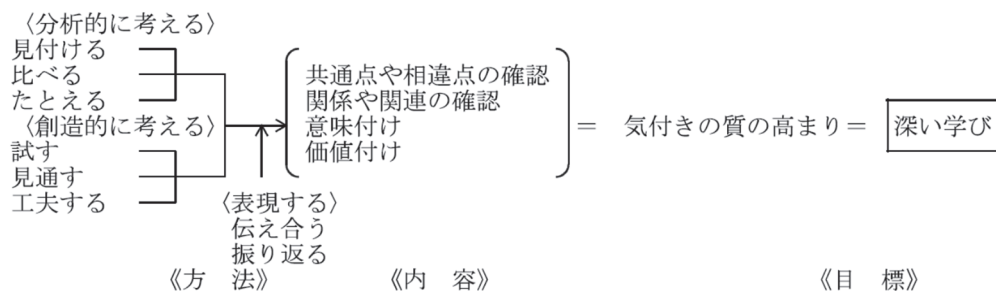 〈分析的に考える〉
見付ける
比べる
たとえる
〈創造的に考える〉
試す
見通す
工夫する
〈表現する〉
伝え合う
振り返る
共通点や相違点の確認
関係や関連の確認
意味付け
価値付け
= 気付きの質の高まり = 深い学び
《方 法》 《内 容》 《目 標》